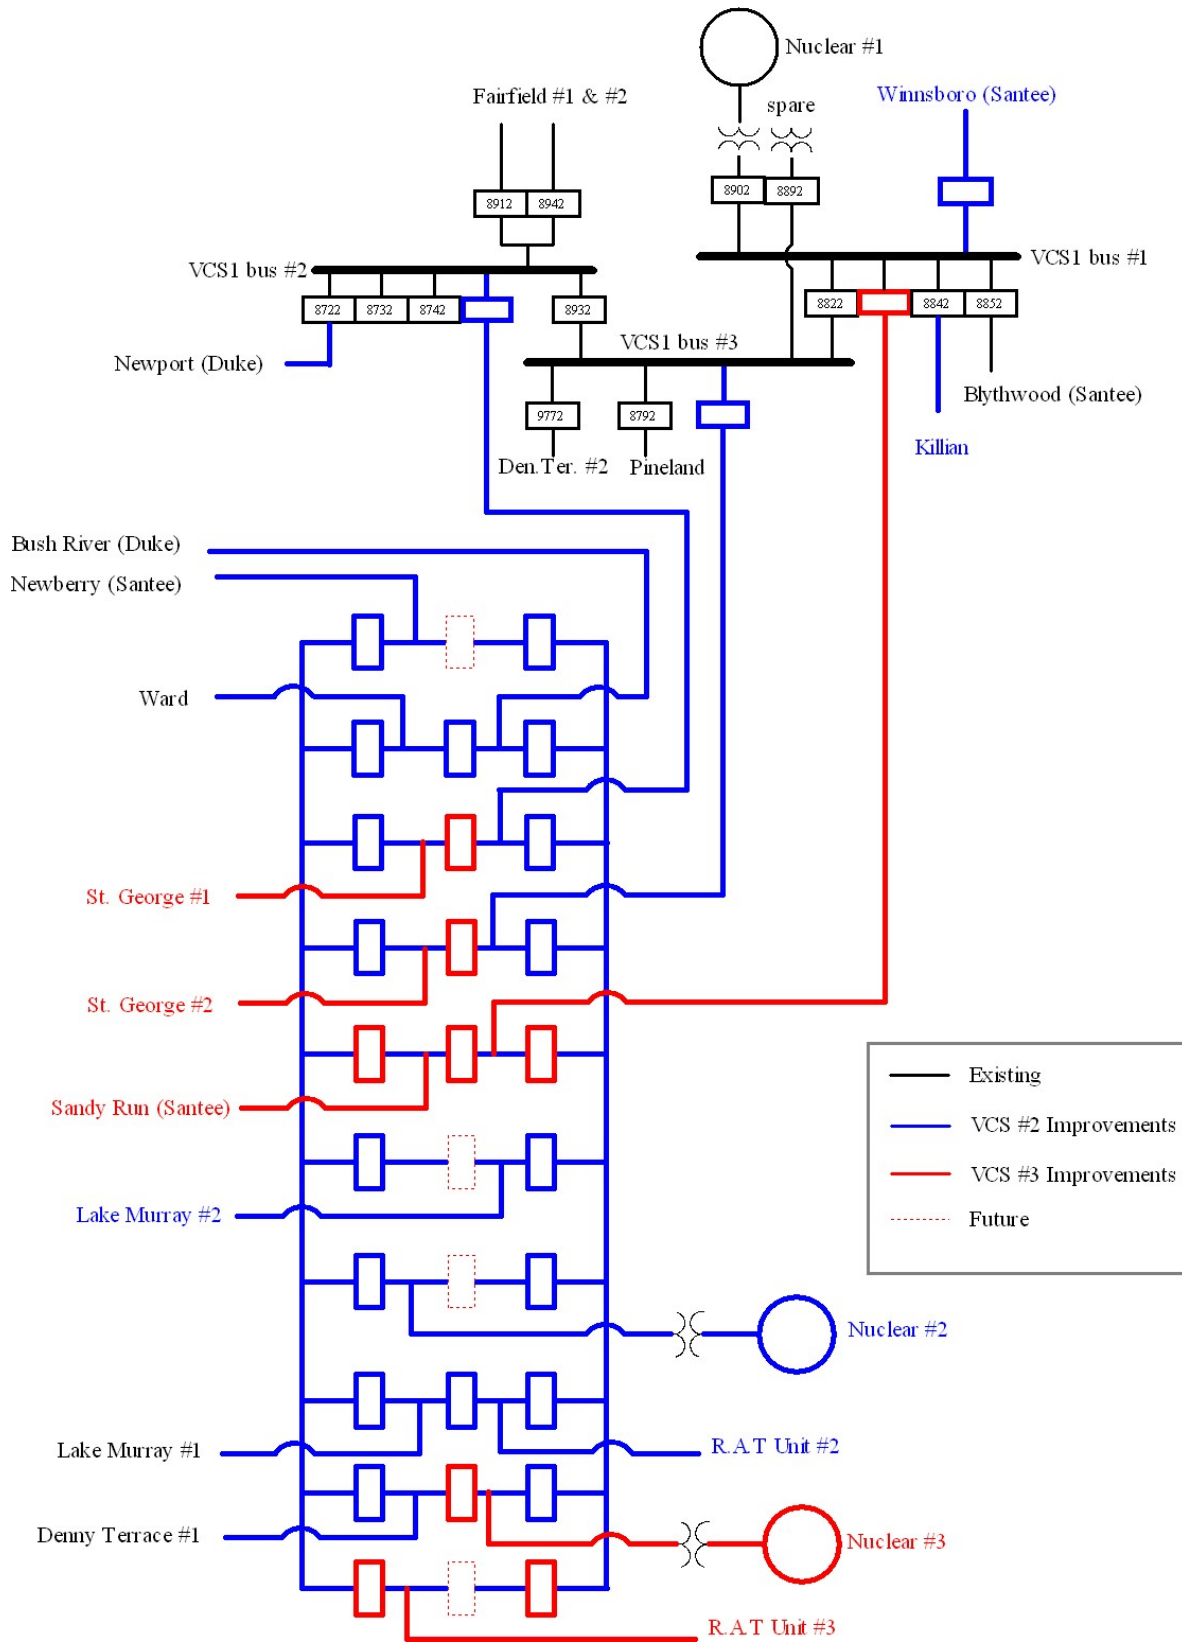 Nuclear #1
Fairfield #1 & #2
spare
Winnsboro (Santee)
8902
8892
8912
8942
VCS1 bus #2
VCS1 bus #1
8722
8732
8742
8932
8822
8842
8852
VCS1 bus #3
Newport (Duke)
Blythwood (Santee)
9772
8792
Killian
Den.Ter. #2
Pineland
Bush River (Duke)
Newberry (Santee)
Ward
St. George #1
St. George #2
Sandy Run (Santee)
Lake Murray #2
Existing
VCS #2 Improvements
VCS #3 Improvements
Future
Nuclear #2
Lake Murray #1
R.A.T Unit #2
Denny Terrace #1
Nuclear #3
R.A.T Unit #3